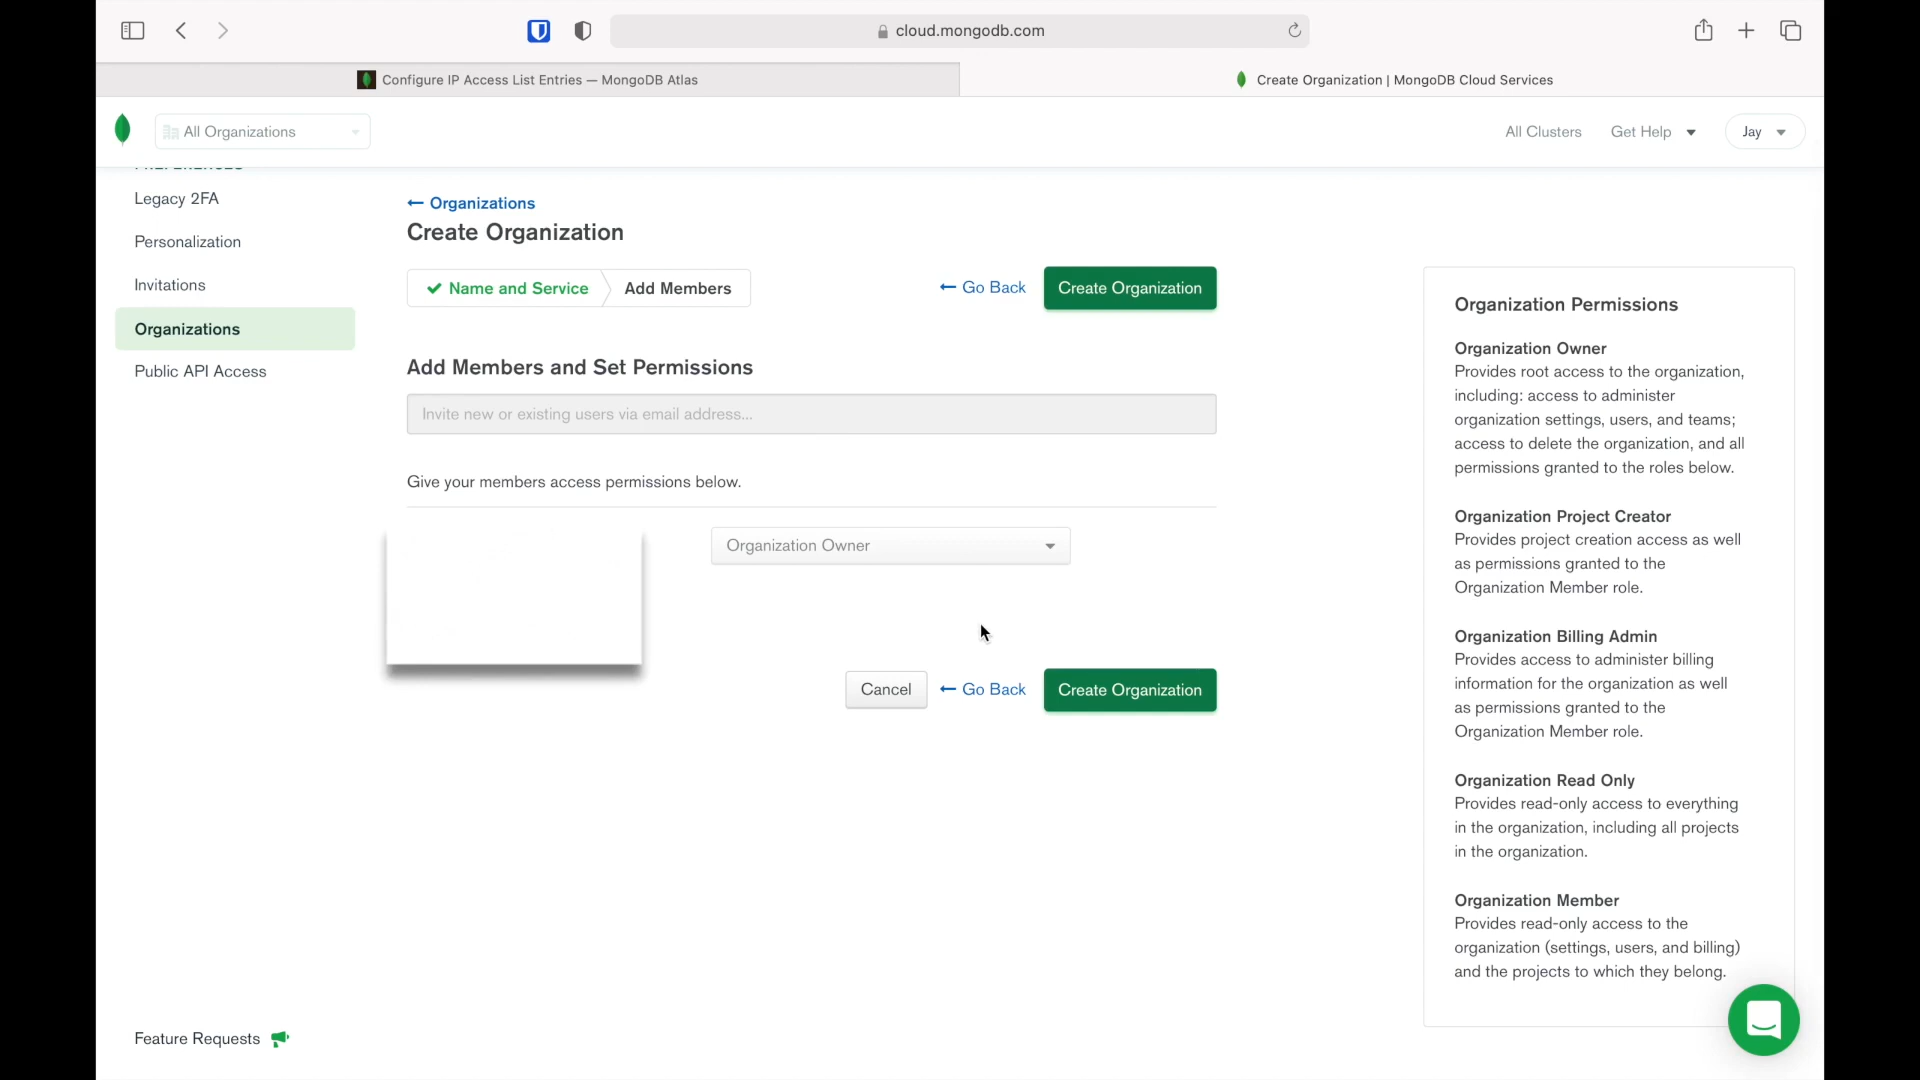 cloud.mongodb.com
Configure IP Access List Entries — MongoDB Atlas
Create Organization | MongoDB Cloud Services
All Organizations
All Clusters
Get Help
Jay
PREFERENCES
Legacy 2FA
Personalization
Invitations
Organizations
Public API Access
Feature Requests
← Organizations
Create Organization
Name and Service
Add Members
← Go Back
Create Organization
Add Members and Set Permissions
Invite new or existing users via email address...
Give your members access permissions below.
Organization Owner
Cancel
← Go Back
Create Organization
Organization Permissions
Organization Owner
Provides root access to the organization,
including: access to administer
organization settings, users, and teams;
access to delete the organization, and all
permissions granted to the roles below.
Organization Project Creator
Provides project creation access as well
as permissions granted to the
Organization Member role.
Organization Billing Admin
Provides access to administer billing
information for the organization as well
as permissions granted to the
Organization Member role.
Organization Read Only
Provides read-only access to everything
in the organization, including all projects
in the organization.
Organization Member
Provides read-only access to the
organization (settings, users, and billing)
and the projects to which they belong.